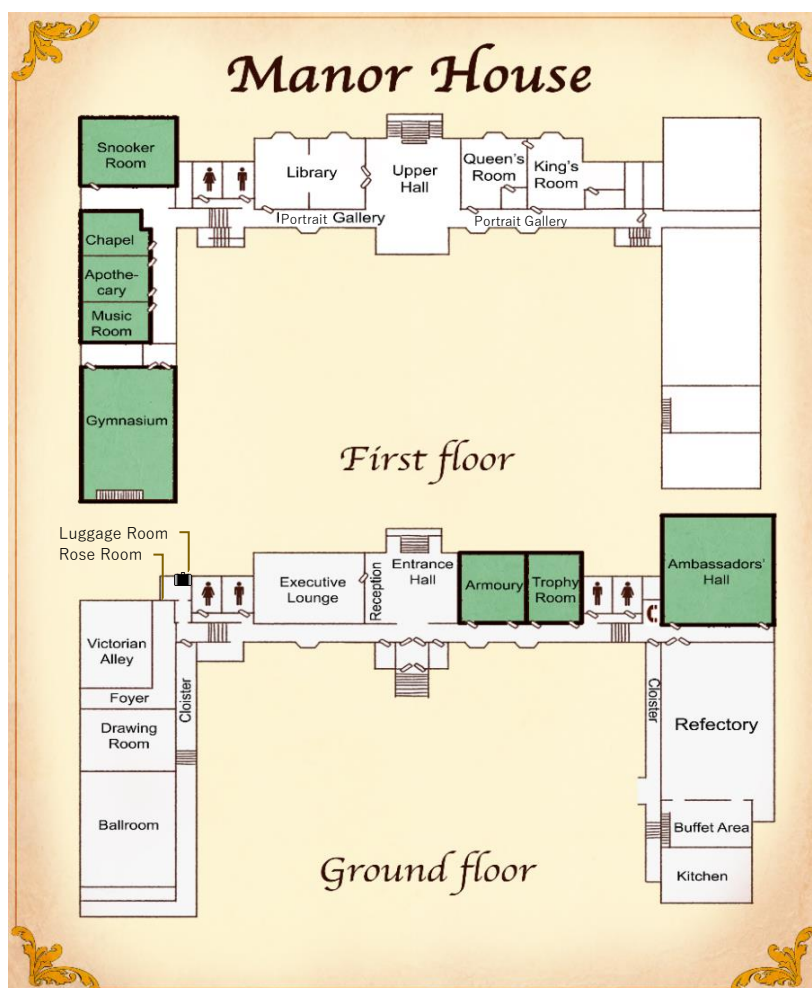 Manor House
Snooker
Room
Library
Upper
Hall
Queen's
Room
King's
Room
Portrait Gallery
Portrait Gallery
Chapel
Apothe-
cary
Music
Room
Gymnasium
First floor
Luggage Room
Rose Room
Executive
Lounge
Reception
Entrance
Hall
Armoury
Trophy
Room
Ambassadors'
Hall
Victorian
Alley
Foyer
Cloister
Drawing
Room
Ballroom
Cloister
Refectory
Buffet Area
Kitchen
Ground floor